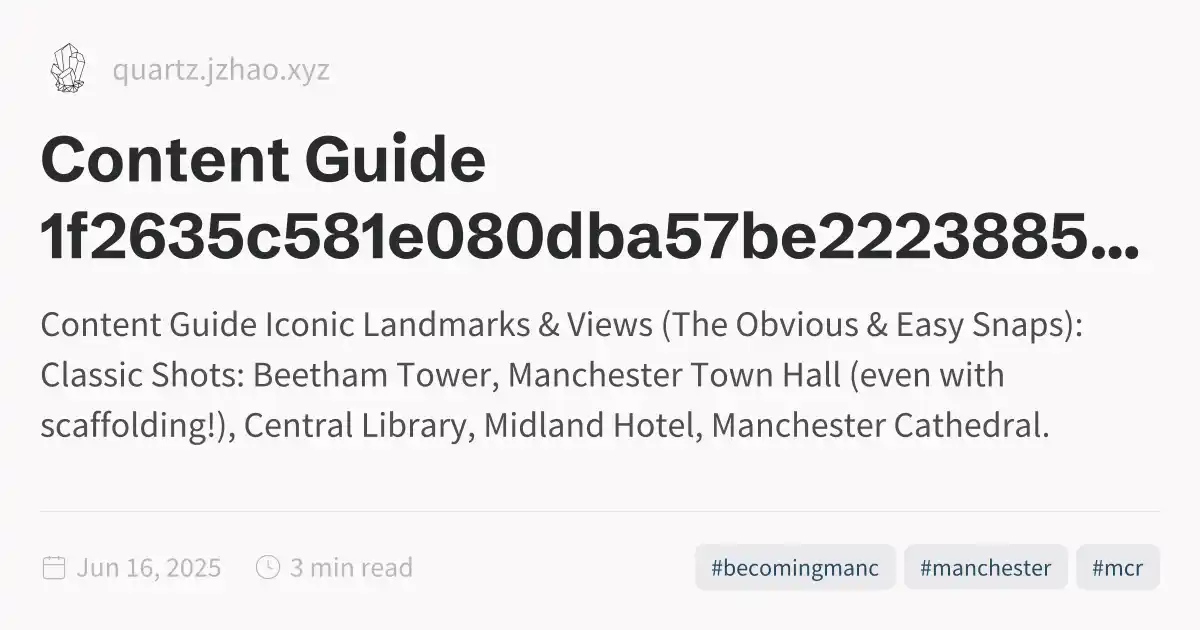 quartz.jzhao.xyz
Content Guide
1f2635c581e080dba57be2223885...
Content Guide Iconic Landmarks & Views (The Obvious & Easy Snaps):
Classic Shots: Beetham Tower, Manchester Town Hall (even with
scaffolding!), Central Library, Midland Hotel, Manchester Cathedral.
Jun 16, 2025 3 min read #becomingmanc #manchester #mcr